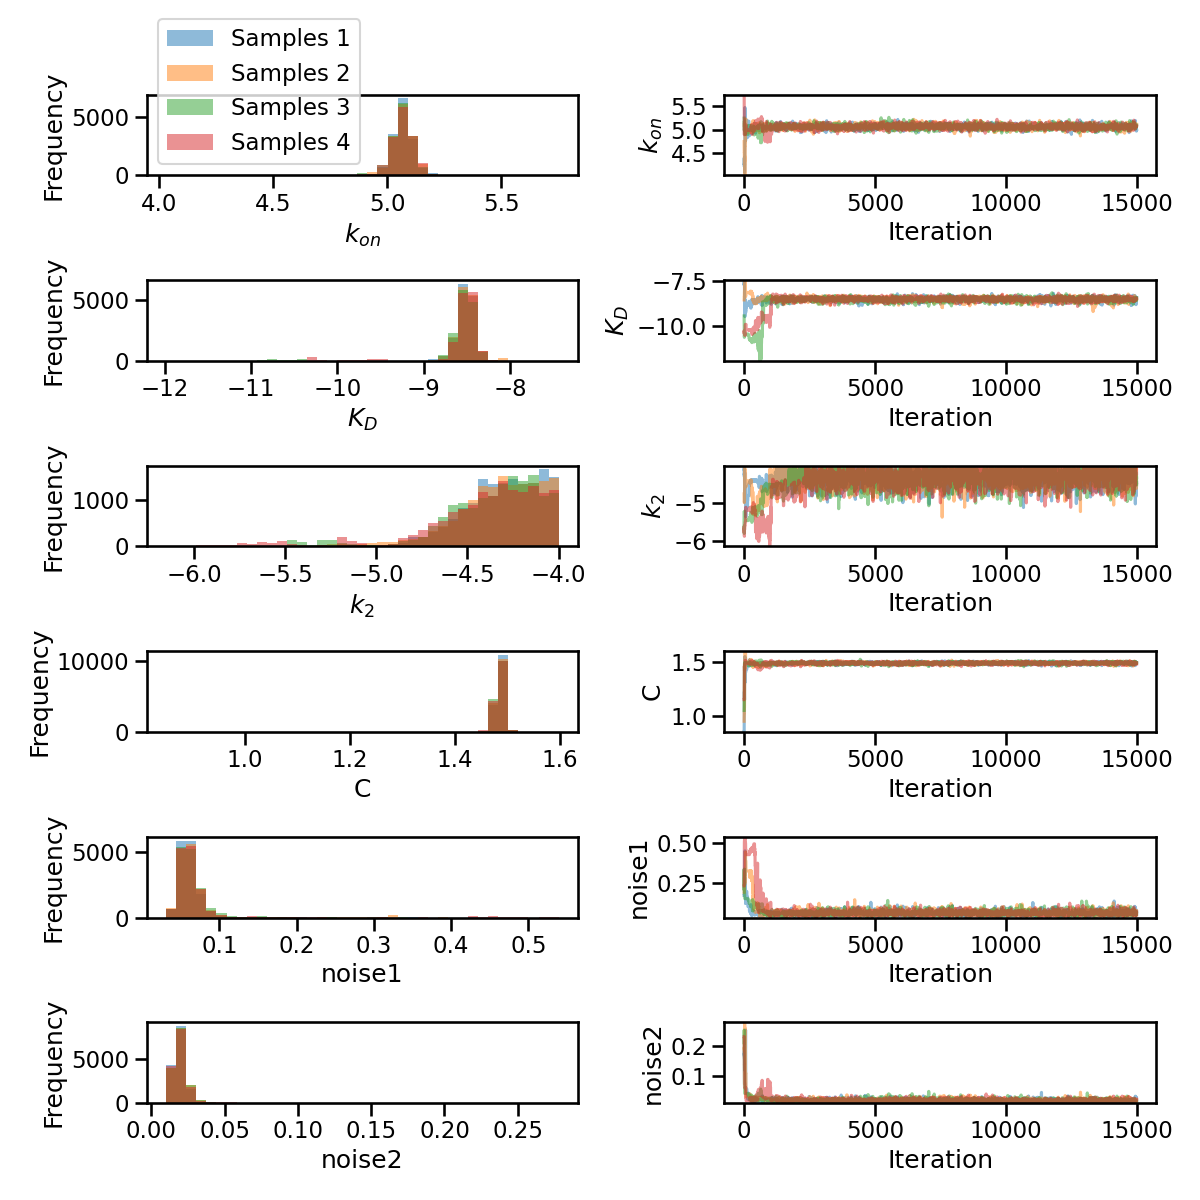 Samples 1
Samples 2
Samples 3
Samples 4
Frequency
5000
0
4.0 4.5 5.0 5.5
k_on
k_on
5.5
5.0
4.5
0 5000 10000 15000
Iteration
Frequency
5000
0
−12 −11 −10 −9 −8
K_D
K_D
−7.5
−10.0
0 5000 10000 15000
Iteration
Frequency
1000
0
−6.0 −5.5 −5.0 −4.5 −4.0
k_2
k_2
−5
−6
0 5000 10000 15000
Iteration
Frequency
10000
0
1.0 1.2 1.4 1.6
C
C
1.5
1.0
0 5000 10000 15000
Iteration
Frequency
5000
0
0.1 0.2 0.3 0.4 0.5
noise1
noise1
0.50
0.25
0 5000 10000 15000
Iteration
Frequency
5000
0
0.00 0.05 0.10 0.15 0.20 0.25
noise2
noise2
0.2
0.1
0 5000 10000 15000
Iteration